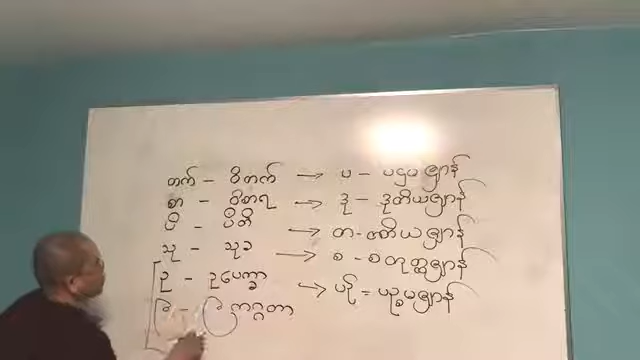 တက် – ဝိတက် → ပ – ပဌမဈာန်
စာ – ဝိစာရ → ဒု – ဒုတိယဈာန်
ပီ – ပီတိ → တ – တတိယဈာန်
သု – သုခ → စ – စတုတ္ထဈာန်
ဥ – ဥပေက္ခာ → ပဉ် – ပဉ္စမဈာန်
ဧ – ဧကဂ္ဂတာ